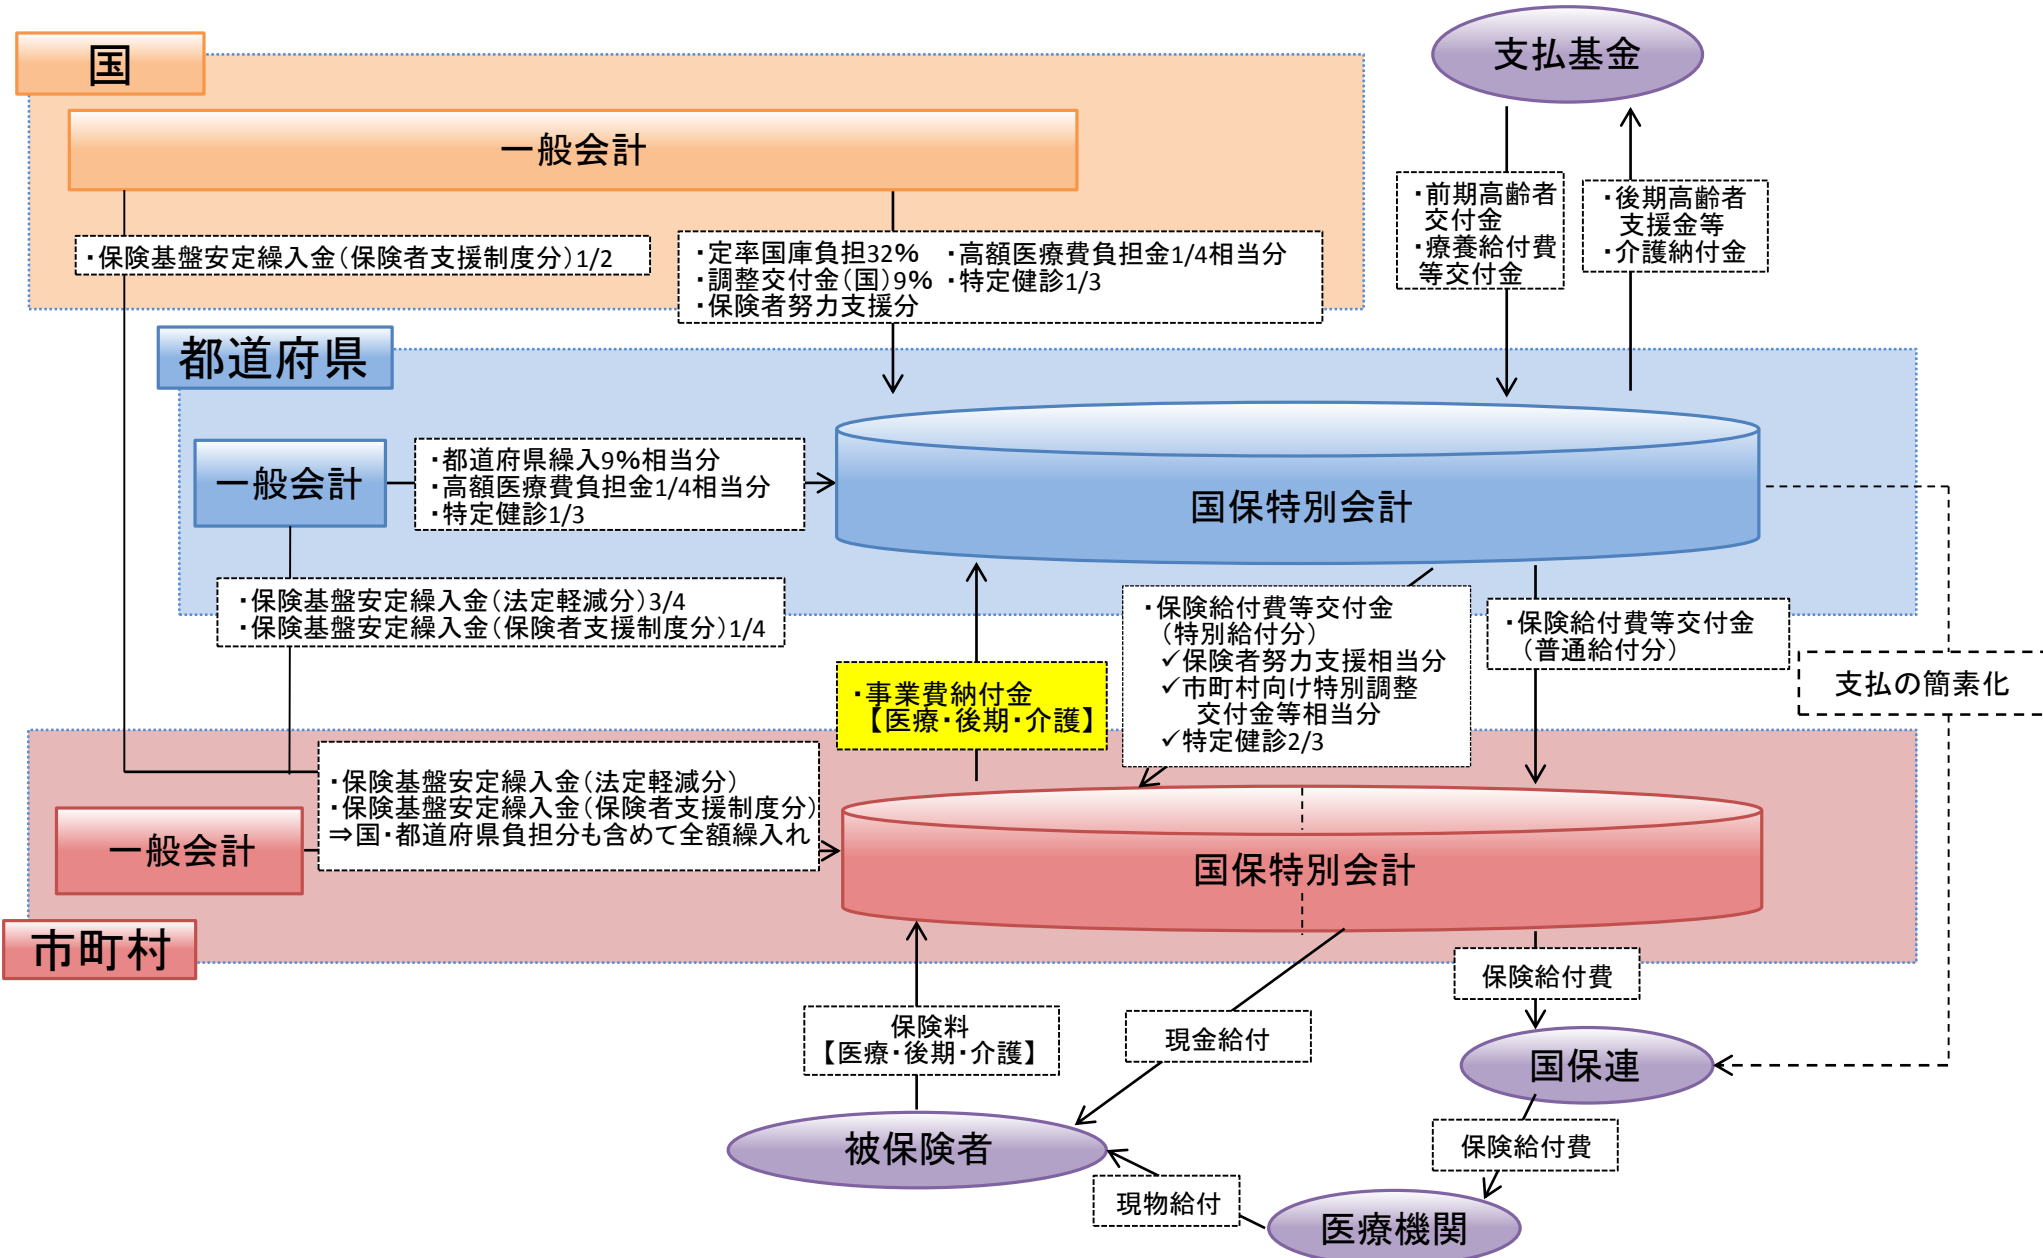 国
一般会計
支払基金
・保険基盤安定繰入金(保険者支援制度分)1/2
・定率国庫負担32%
・調整交付金(国)9%
・保険者努力支援分
・高額医療費負担金1/4相当分
・特定健診1/3
・前期高齢者
交付金
・療養給付費
等交付金
・後期高齢者
支援金等
・介護納付金
都道府県
一般会計
・都道府県繰入9%相当分
・高額医療費負担金1/4相当分
・特定健診1/3
国保特別会計
・保険基盤安定繰入金(法定軽減分)3/4
・保険基盤安定繰入金(保険者支援制度分)1/4
・事業費納付金
【医療・後期・介護】
・保険給付費等交付金
(特別給付分)
✓保険者努力支援相当分
✓市町村向け特別調整
交付金等相当分
✓特定健診2/3
・保険給付費等交付金
(普通給付分)
支払の簡素化
・保険基盤安定繰入金(法定軽減分)
・保険基盤安定繰入金(保険者支援制度分)
⇒国・都道府県負担分も含めて全額繰入れ
一般会計
国保特別会計
市町村
保険料
【医療・後期・介護】
現金給付
保険給付費
国保連
被保険者
保険給付費
現物給付
医療機関